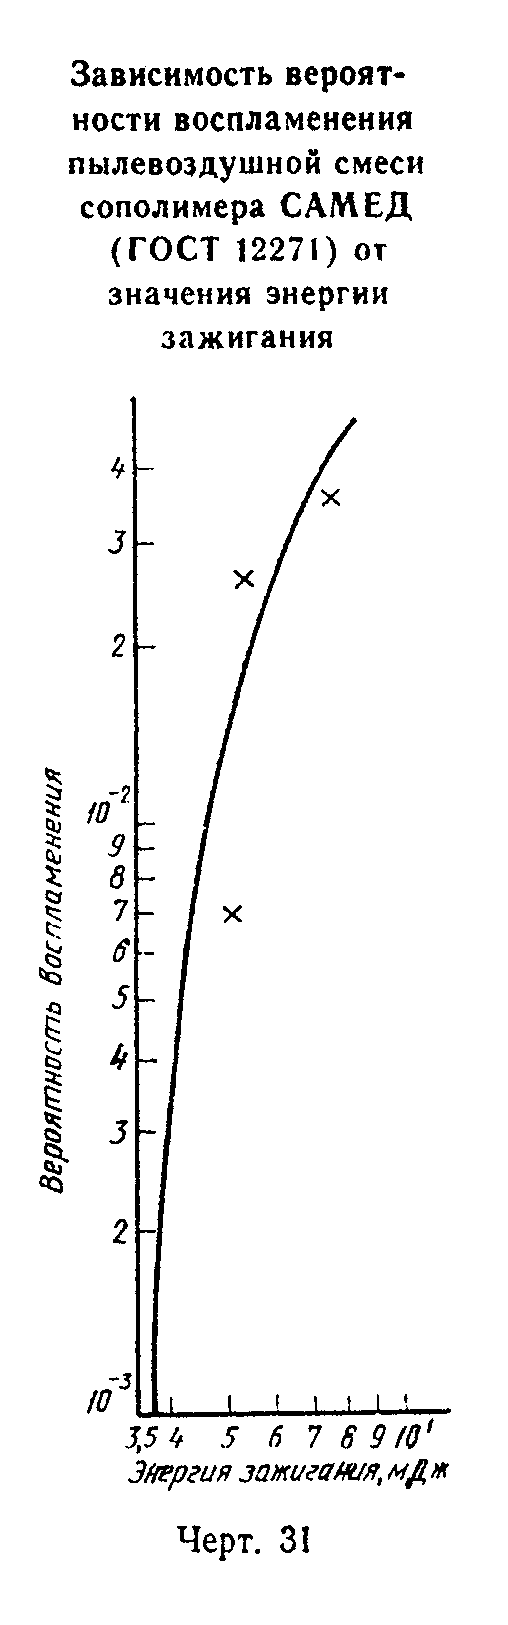 Зависимость вероят-
ности воспламенения
пылевоздушной смеси
сополимера САМЕД
(ГОСТ 12271) от
значения энергии
зажигания
4
3
2
10⁻²
9
8
7
6
5
4
3
2
10⁻³
Вероятность воспламенения
3,5 4 5 6 7 8 9 10¹
Энергия зажигания, мДж
Черт. 31